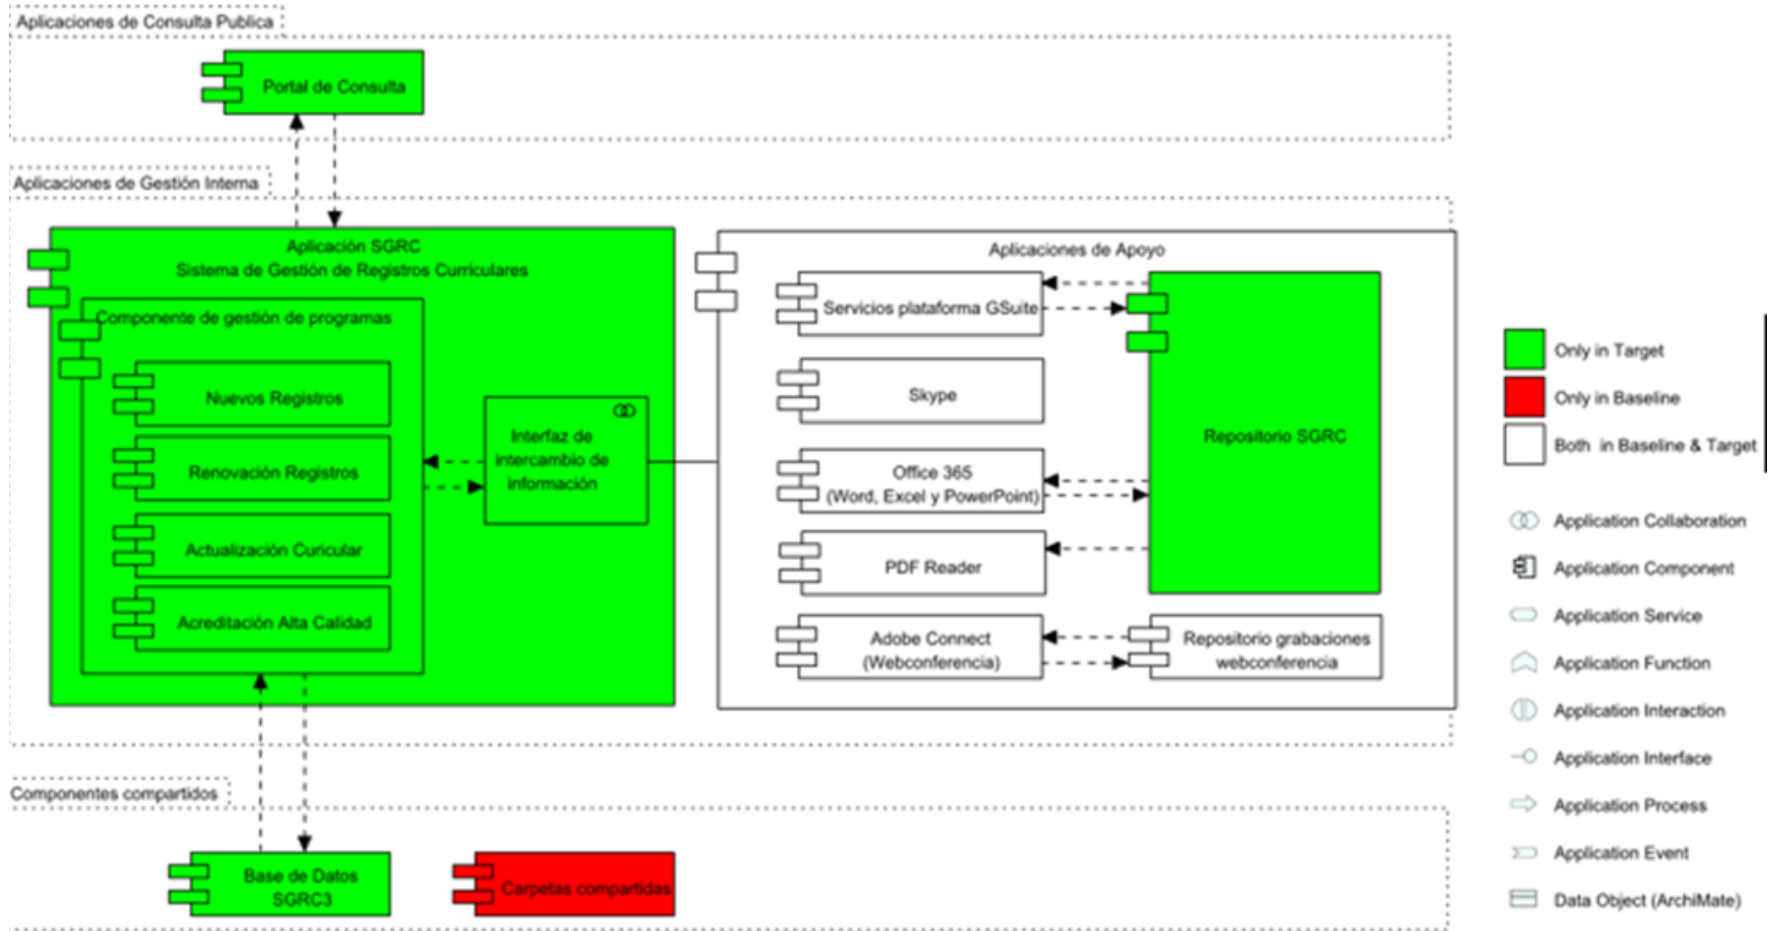 Aplicaciones de Consulta Publica
Portal de Consulta
Aplicaciones de Gestión Interna
Aplicación SGRC
Sistema de Gestión de Registros Curriculares
Componente de gestión de programas
Nuevos Registros
Renovación Registros
Actualización Curicular
Acreditación Alta Calidad
Interfaz de
intercambio de
información
Aplicaciones de Apoyo
Servicios plataforma GSuite
Skype
Office 365
(Word, Excel y PowerPoint)
PDF Reader
Adobe Connect
(Webconferencia)
Repositorio SGRC
Repositorio grabaciones
webconferencia
Componentes compartidos
Base de Datos
SGRC3
Carpetas compartidas
Only in Target
Only in Baseline
Both in Baseline & Target
Application Collaboration
Application Component
Application Service
Application Function
Application Interaction
Application Interface
Application Process
Application Event
Data Object (ArchiMate)